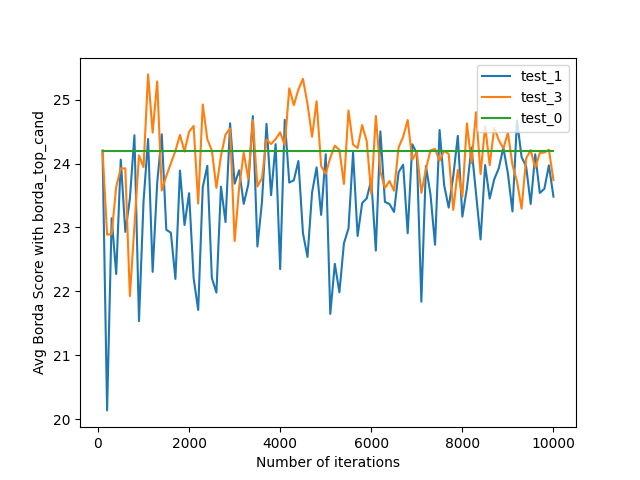 test_1
test_3
test_0
25
24
23
22
21
20
Avg Borda Score with borda_top_cand
0 2000 4000 6000 8000 10000
Number of iterations